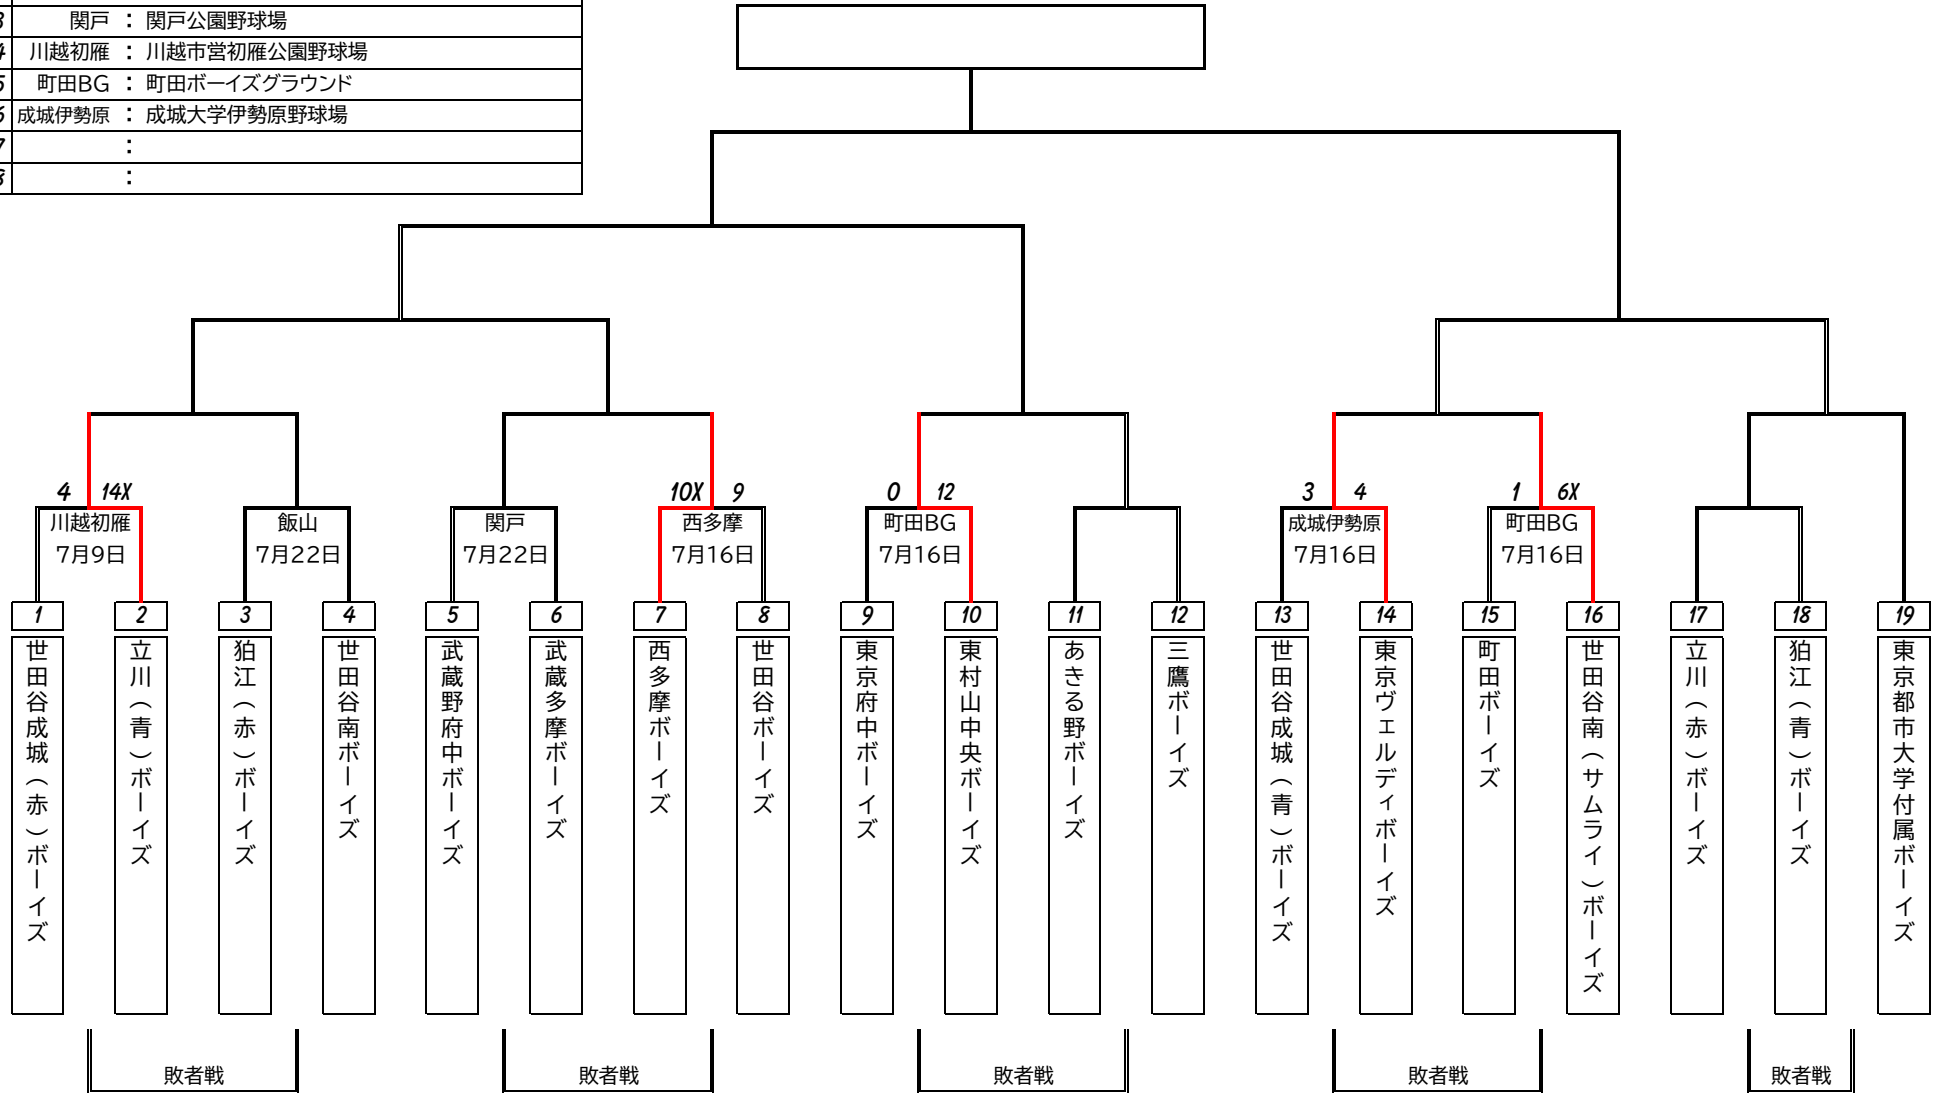 3 関戸 : 関戸公園野球場
4 川越初雁 : 川越市営初雁公園野球場
5 町田BG : 町田ボーイズグラウンド
6 成城伊勢原 : 成城大学伊勢原野球場
7 :
8 :
4 14X 10X 9 0 12 3 4 1 6X
川越初雁 飯山 関戸 西多摩 町田BG 成城伊勢原 町田BG
7月9日 7月22日 7月22日 7月16日 7月16日 7月16日 7月16日
1 2 3 4 5 6 7 8 9 10 11 12 13 14 15 16 17 18 19
世田谷成城（赤）ボーイズ
立川（青）ボーイズ
狛江（赤）ボーイズ
世田谷南ボーイズ
武蔵野府中ボーイズ
武蔵多摩ボーイズ
西多摩ボーイズ
世田谷ボーイズ
東京府中ボーイズ
東村山中央ボーイズ
あきる野ボーイズ
三鷹ボーイズ
世田谷成城（青）ボーイズ
東京ヴェルディボーイズ
町田ボーイズ
世田谷南（サムライ）ボーイズ
立川（赤）ボーイズ
狛江（青）ボーイズ
東京都市大学付属ボーイズ
敗者戦 敗者戦 敗者戦 敗者戦 敗者戦